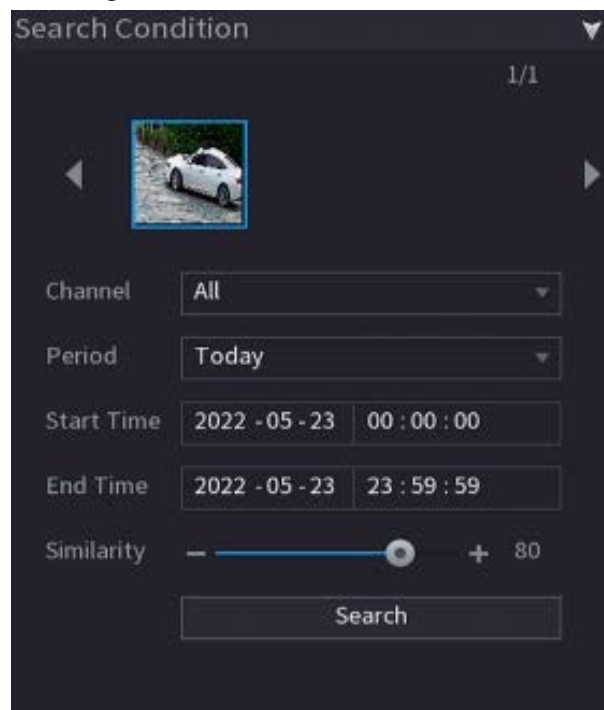 Search Condition
1/1
Channel All
Period Today
Start Time 2022 -05 -23 00 : 00 : 00
End Time 2022 -05 -23 23 : 59 : 59
Similarity − + 80
Search